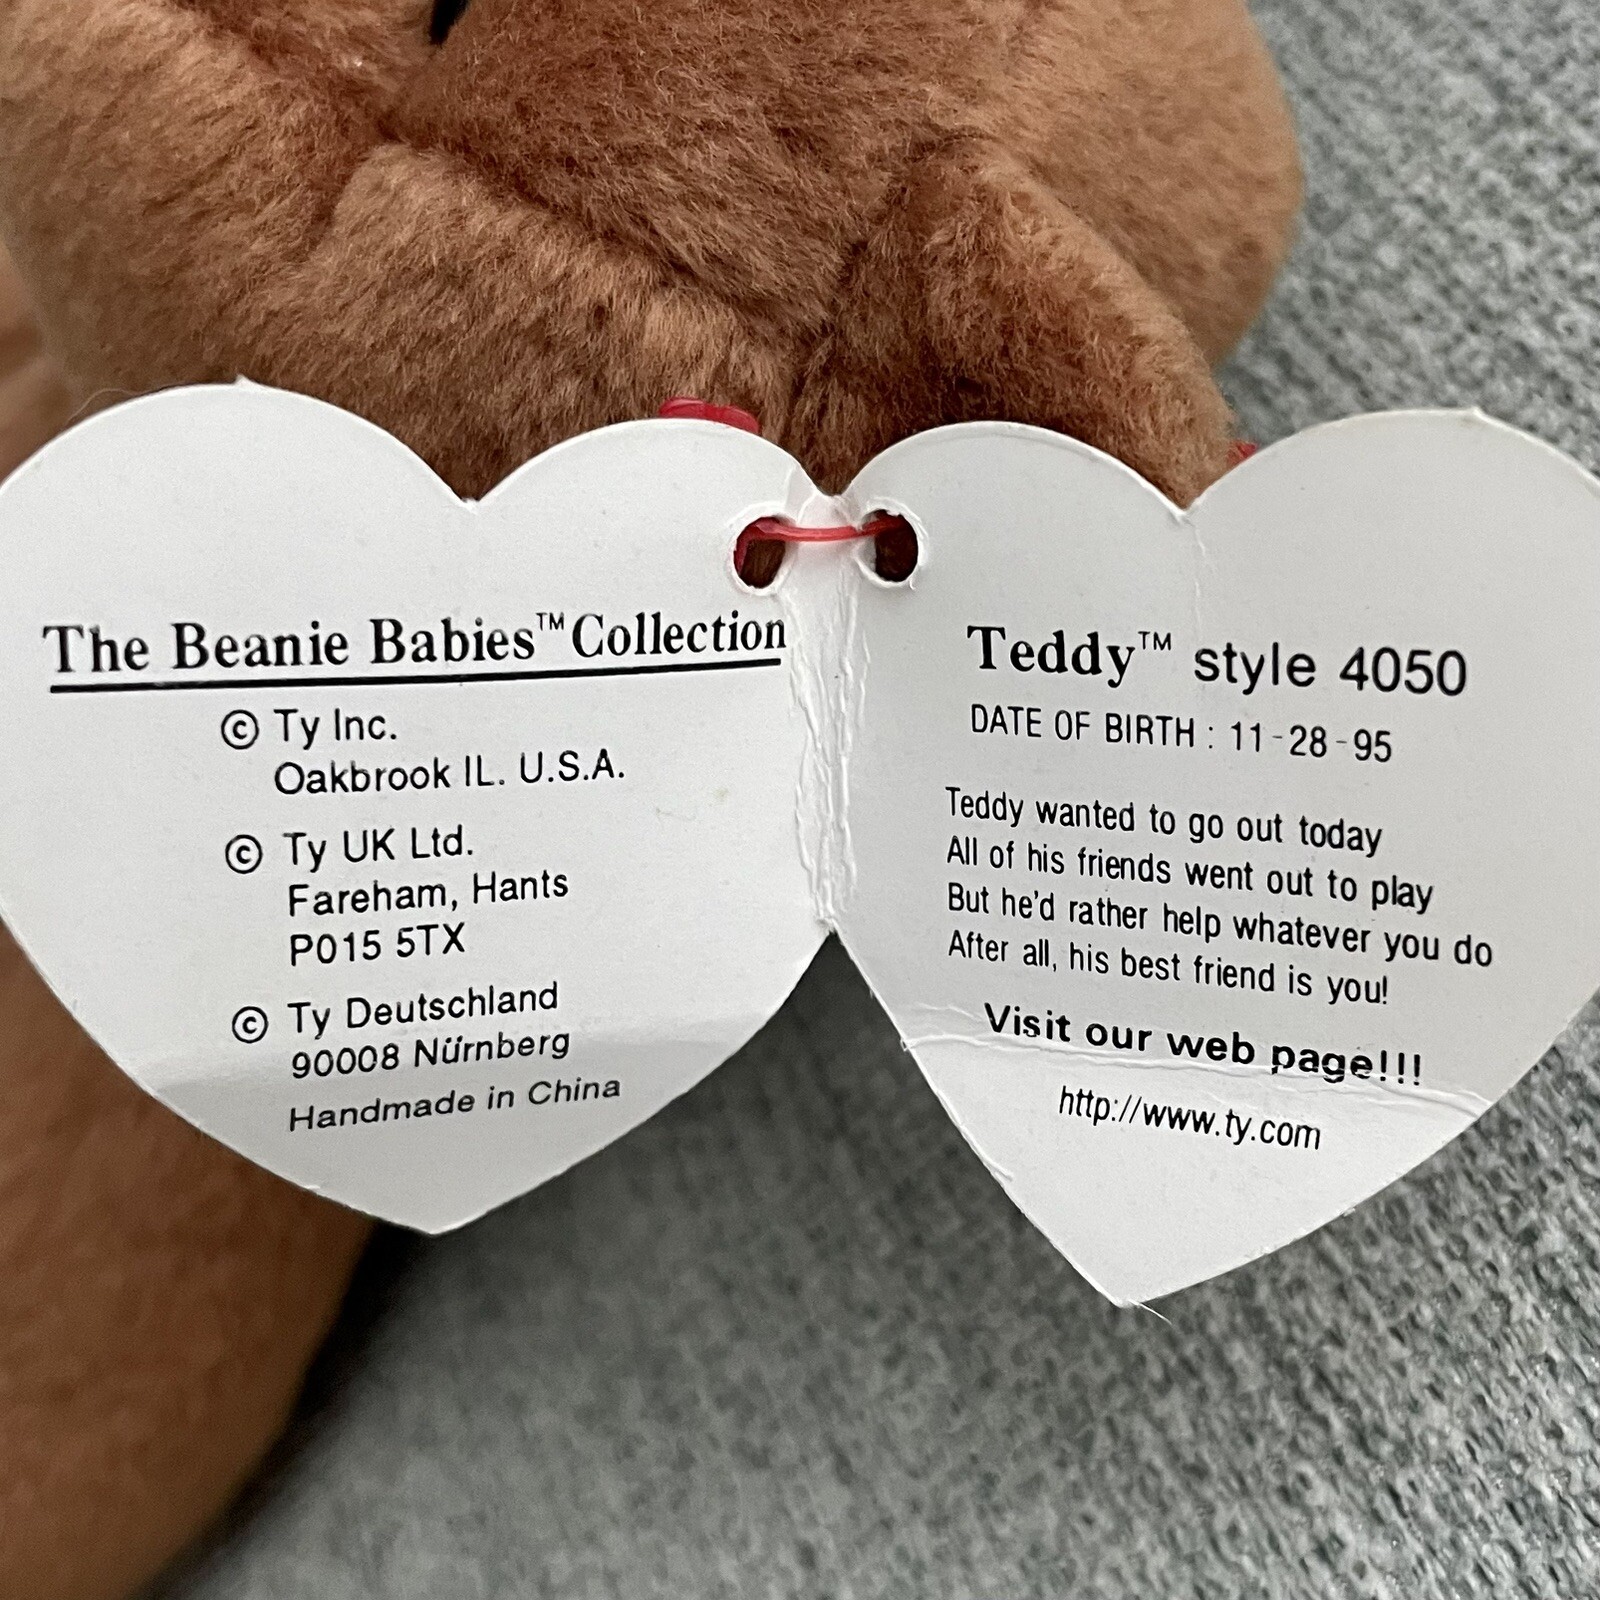 The Beanie Babies™ Collection
© Ty Inc.
Oakbrook IL. U.S.A.
© Ty UK Ltd.
Fareham, Hants
P015 5TX
© Ty Deutschland
90008 Nürnberg
Handmade in China
Teddy™ style 4050
DATE OF BIRTH : 11-28-95
Teddy wanted to go out today
All of his friends went out to play
But he'd rather help whatever you do
After all, his best friend is you!
Visit our web page!!!
http://www.ty.com